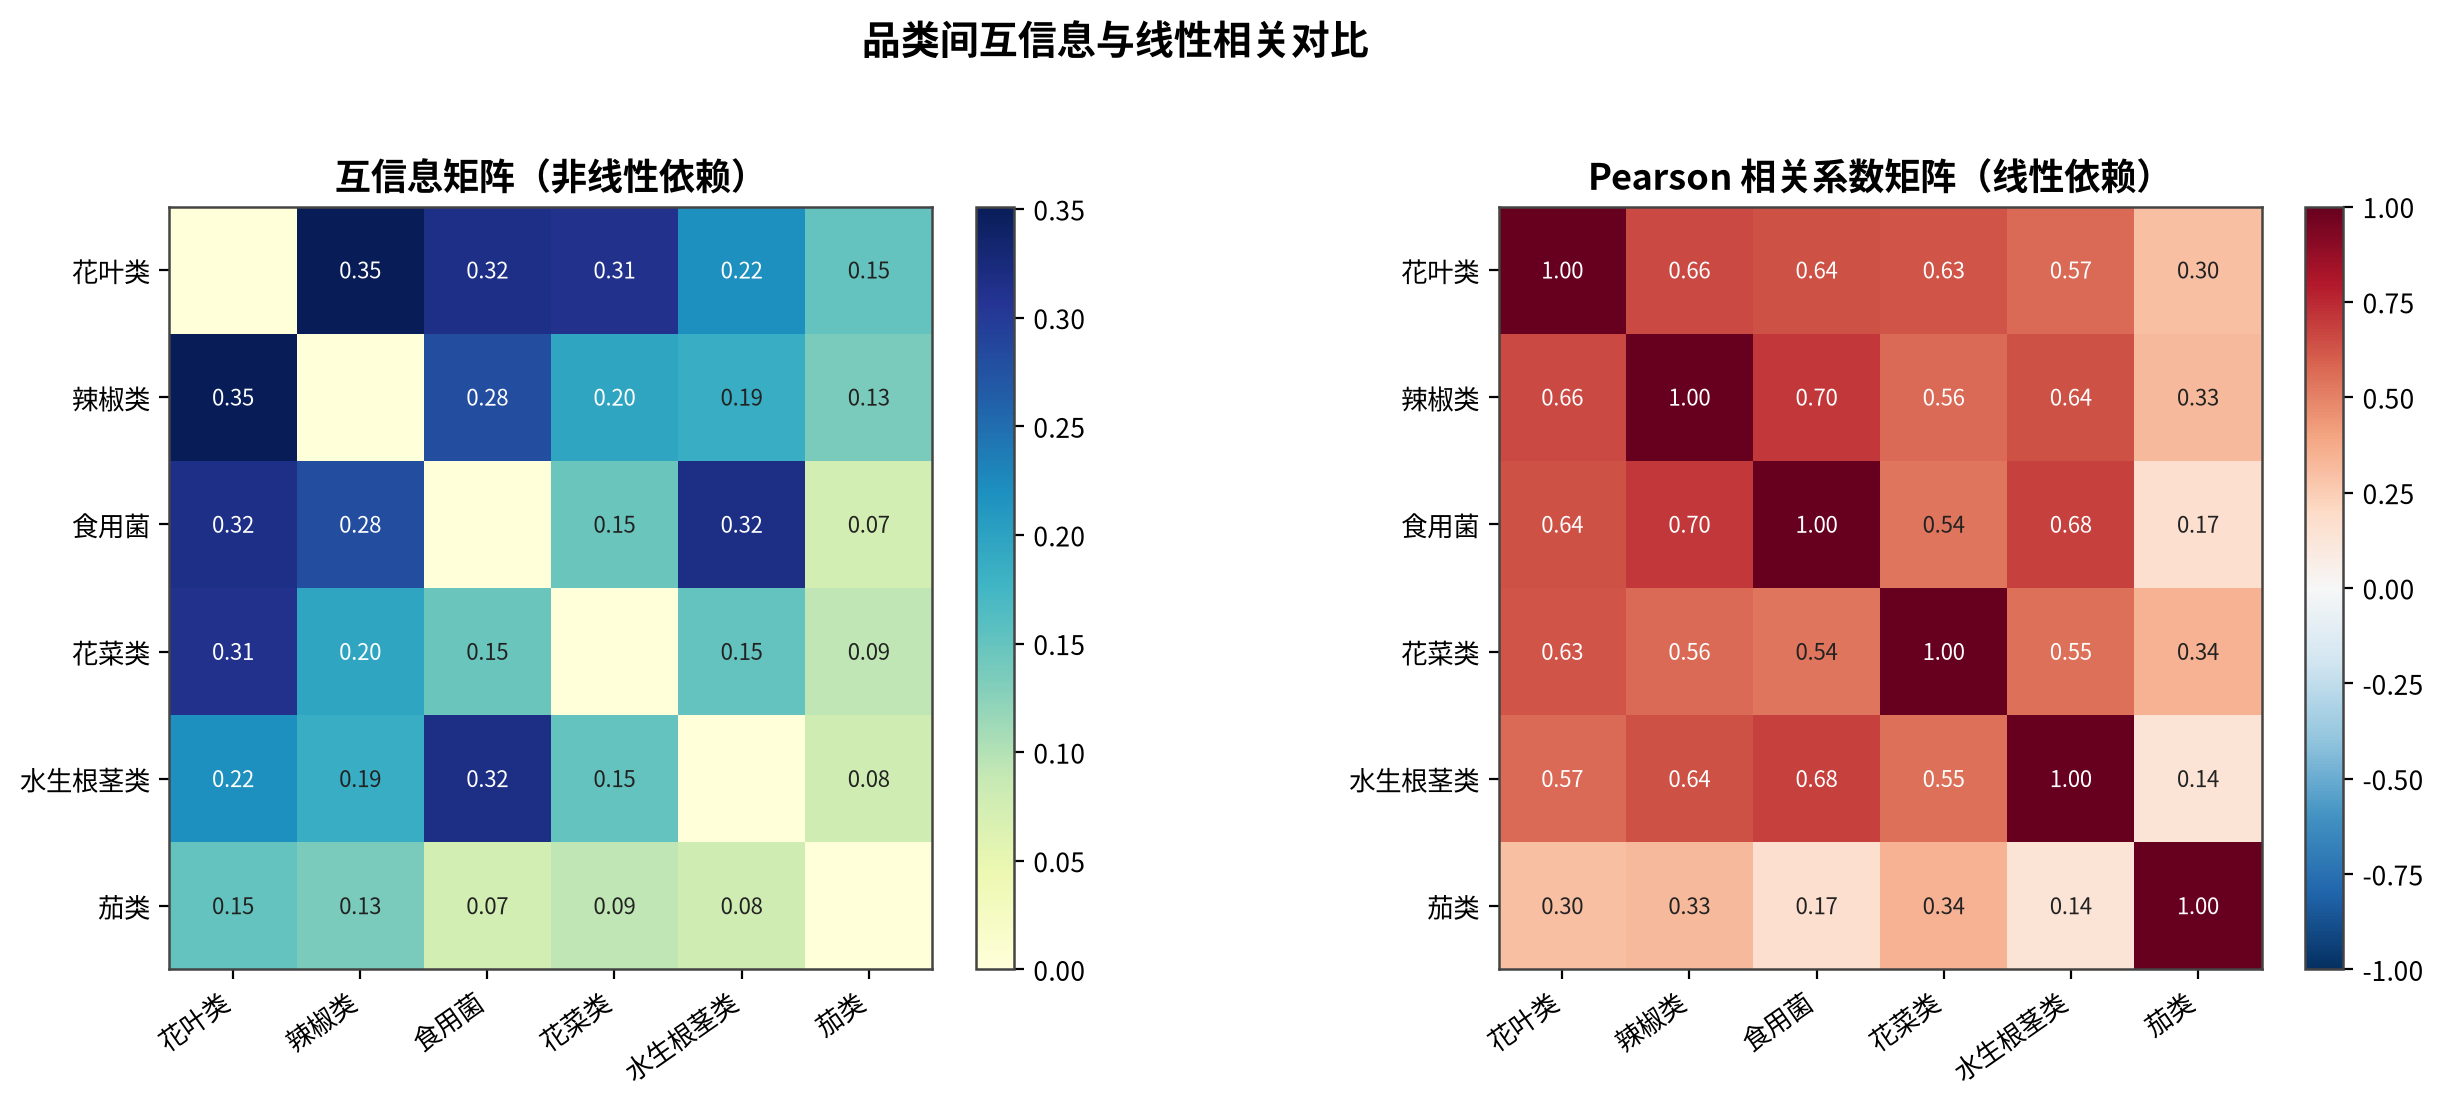 品类间互信息与线性相关对比
互信息矩阵（非线性依赖）
花叶类 0.35 0.32 0.31 0.22 0.15
辣椒类 0.35 0.28 0.20 0.19 0.13
食用菌 0.32 0.28 0.15 0.32 0.07
花菜类 0.31 0.20 0.15 0.15 0.09
水生根茎类 0.22 0.19 0.32 0.15 0.08
茄类 0.15 0.13 0.07 0.09 0.08
花叶类 辣椒类 食用菌 花菜类 水生根茎类 茄类
0.35
0.30
0.25
0.20
0.15
0.10
0.05
0.00
Pearson 相关系数矩阵（线性依赖）
花叶类 1.00 0.66 0.64 0.63 0.57 0.30
辣椒类 0.66 1.00 0.70 0.56 0.64 0.33
食用菌 0.64 0.70 1.00 0.54 0.68 0.17
花菜类 0.63 0.56 0.54 1.00 0.55 0.34
水生根茎类 0.57 0.64 0.68 0.55 1.00 0.14
茄类 0.30 0.33 0.17 0.34 0.14 1.00
花叶类 辣椒类 食用菌 花菜类 水生根茎类 茄类
1.00
0.75
0.50
0.25
0.00
-0.25
-0.50
-0.75
-1.00